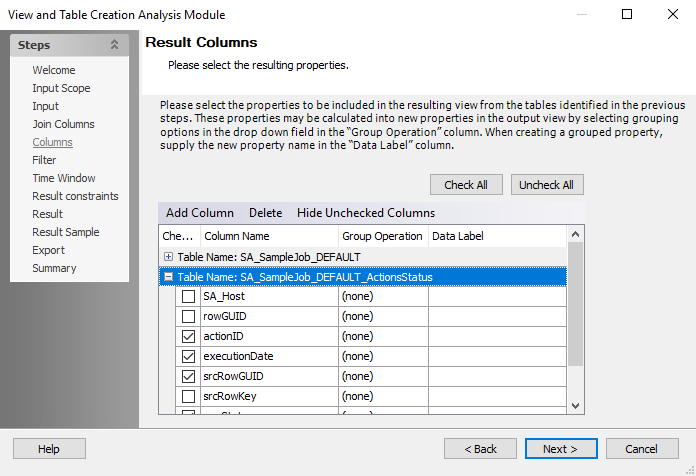 View and Table Creation Analysis Module
Steps
Welcome
Input Scope
Input
Join Columns
Columns
Filter
Time Window
Result constraints
Result
Result Sample
Export
Summary
Result Columns
Please select the resulting properties.
Please select the properties to be included in the resulting view from the tables identified in the previous
steps. These properties may be calculated into new properties in the output view by selecting grouping
options in the drop down field in the “Group Operation” column. When creating a grouped property,
supply the new property name in the “Data Label” column.
Check All Uncheck All
Add Column Delete Hide Unchecked Columns
Che... Column Name Group Operation Data Label
Table Name: SA_SampleJob_DEFAULT
Table Name: SA_SampleJob_DEFAULT_ActionsStatus
SA_Host (none)
rowGUID (none)
actionID (none)
executionDate (none)
srcRowGUID (none)
srcRowKey (none)
Help < Back Next > Cancel